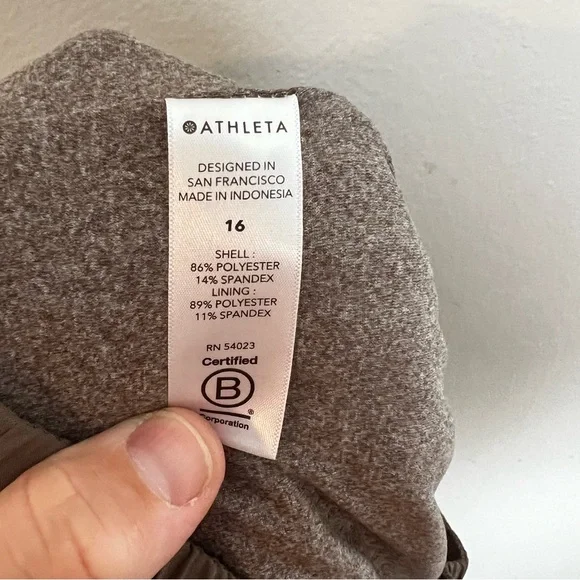 ATHLETA
DESIGNED IN
SAN FRANCISCO
MADE IN INDONESIA
16
SHELL :
86% POLYESTER
14% SPANDEX
LINING :
89% POLYESTER
11% SPANDEX
RN 54023
Certified
B
®
Corporation